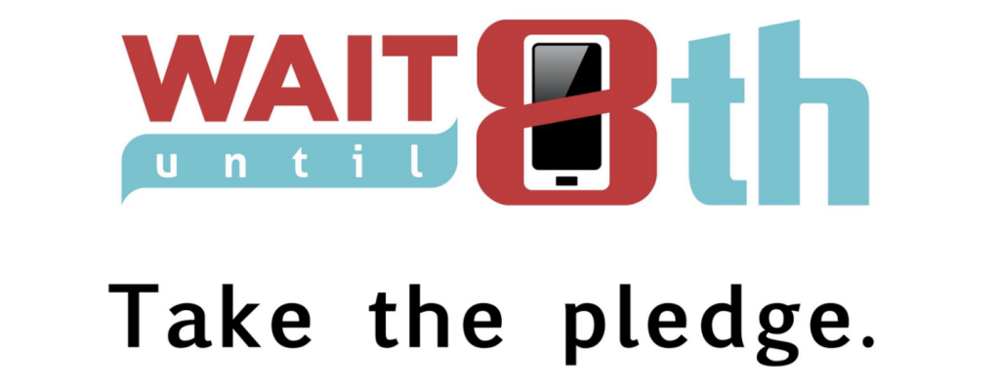 WAIT
until
8th
Take the pledge.